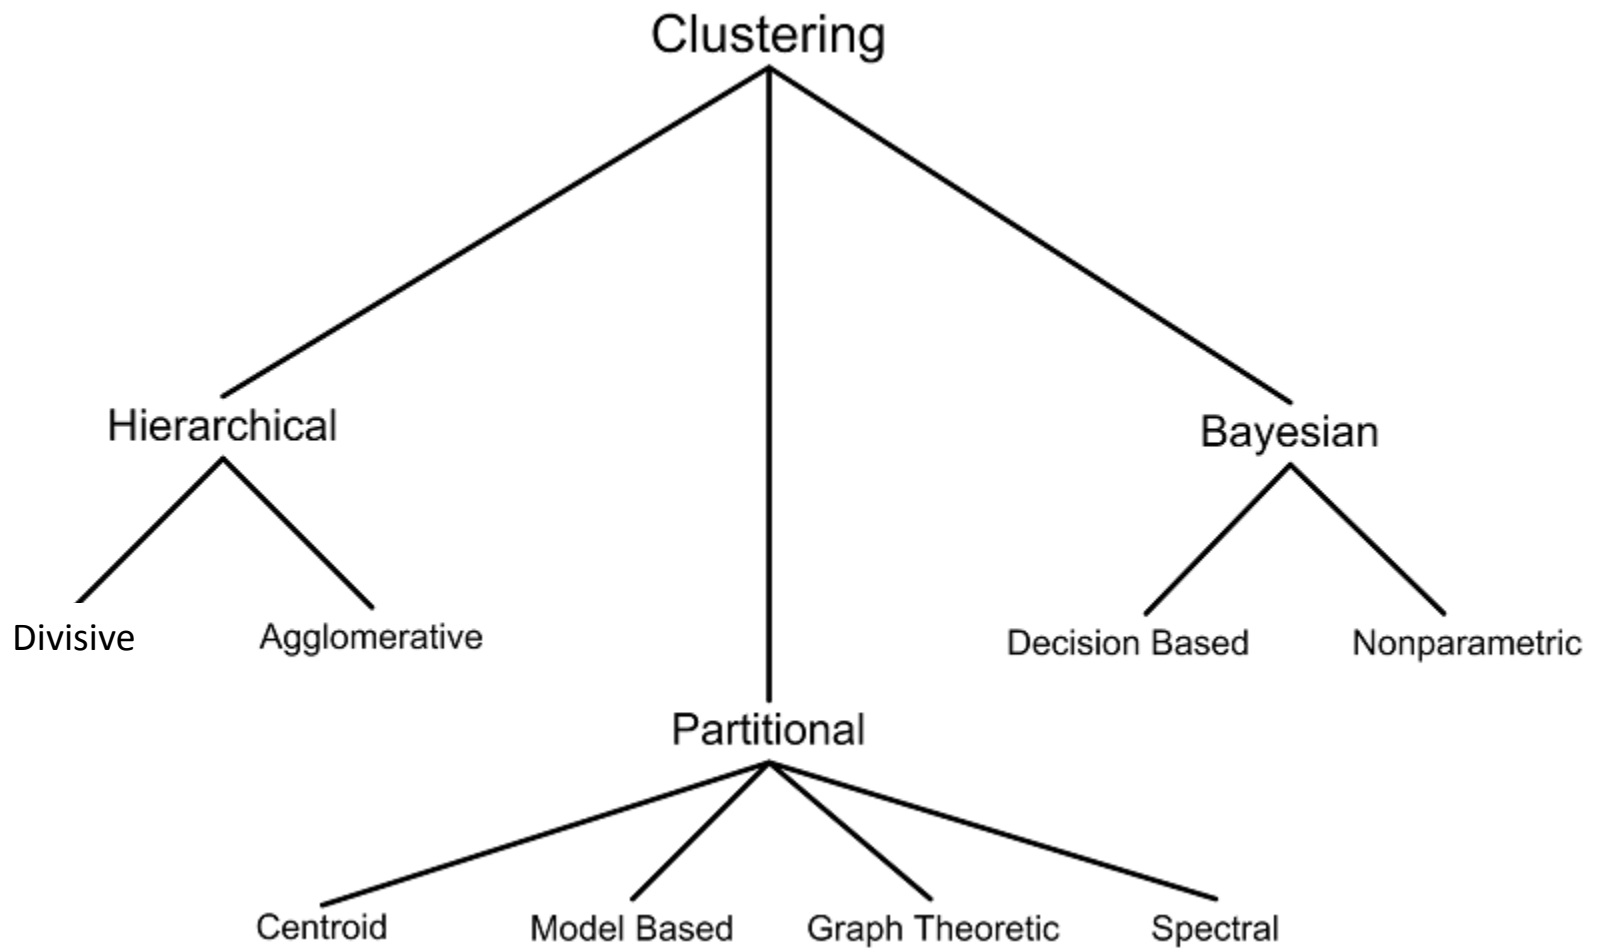 Clustering
Hierarchical
Bayesian
Divisive
Agglomerative
Decision Based
Nonparametric
Partitional
Centroid
Model Based
Graph Theoretic
Spectral